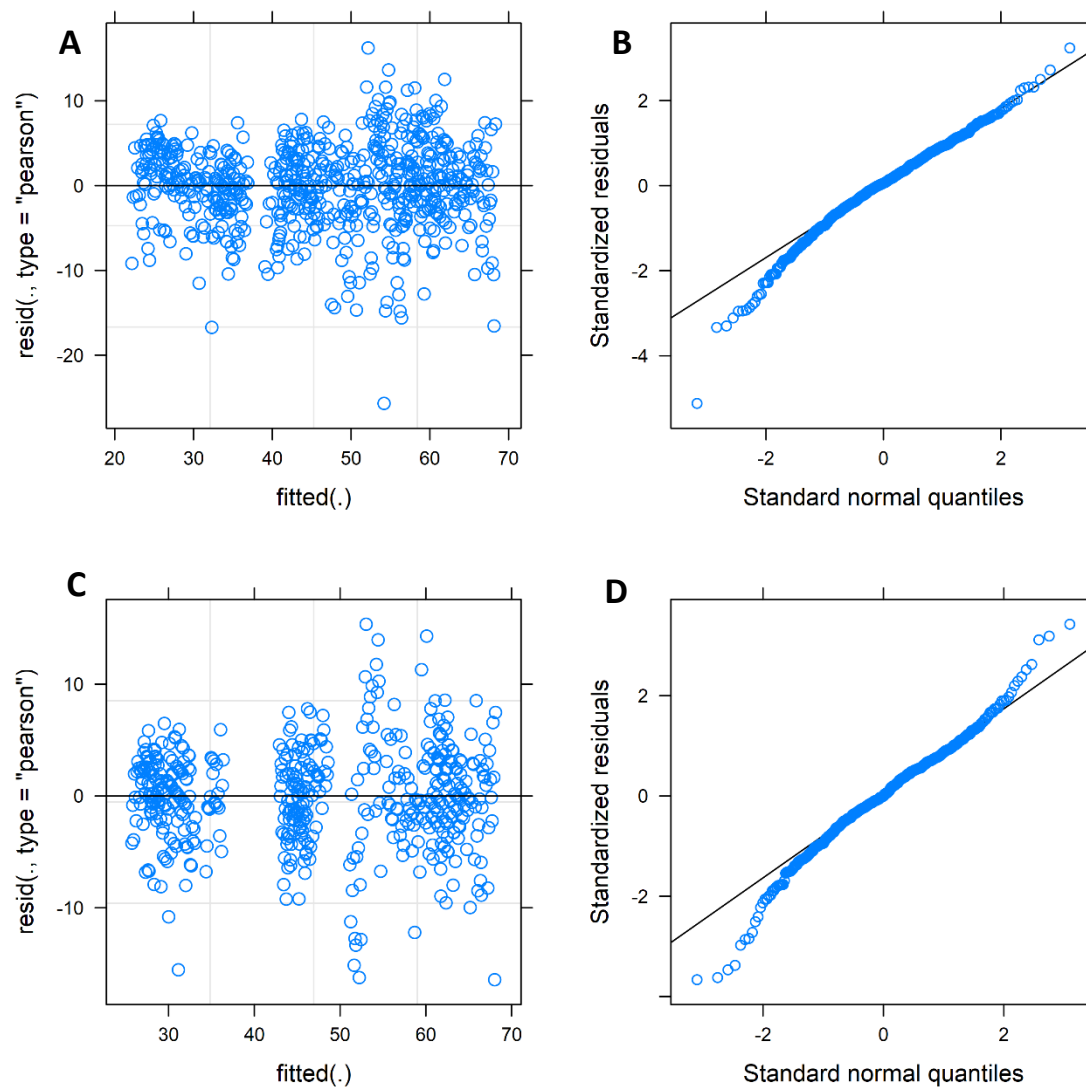 A
B
resid(., type = "pearson")
10
0
-10
-20
20
30
40
50
60
70
fitted(.)
Standardized residuals
2
0
-2
-4
-2
0
2
Standard normal quantiles
C
D
resid(., type = "pearson")
10
0
-10
30
40
50
60
70
fitted(.)
Standardized residuals
2
0
-2
-2
0
2
Standard normal quantiles